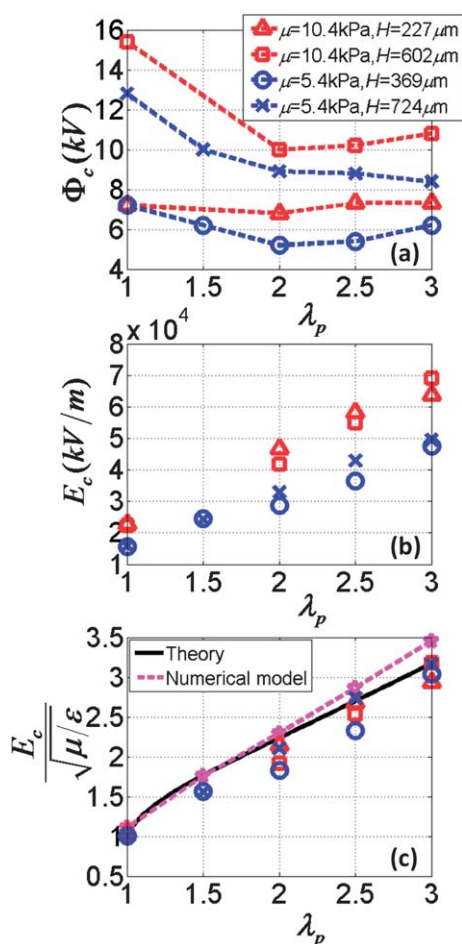 μ=10.4kPa,H=227μm
μ=10.4kPa,H=602μm
μ=5.4kPa,H=369μm
μ=5.4kPa,H=724μm
16
14
12
10
8
6
4
Φc(kV)
(a)
1 1.5 2 2.5 3
λp
x 10^4
8
7
6
5
4
3
2
1
Ec(kV/m)
(b)
1 1.5 2 2.5 3
λp
3.5
3
2.5
2
1.5
1
0.5
Ec
√μ/ε
Theory
Numerical model
(c)
1 1.5 2 2.5 3
λp